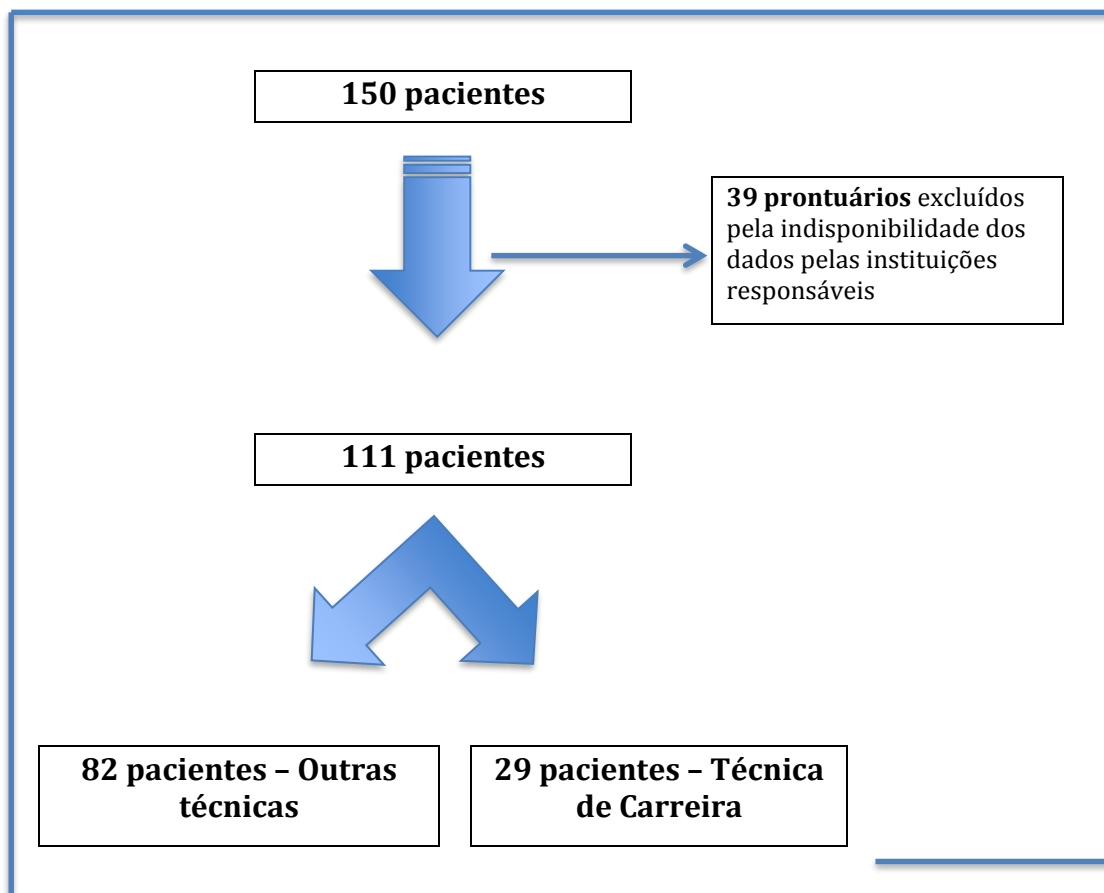 150 pacientes
39 prontuários excluídos
pela indisponibilidade dos
dados pelas instituições
responsáveis
111 pacientes
82 pacientes – Outras
técnicas
29 pacientes – Técnica
de Carreira